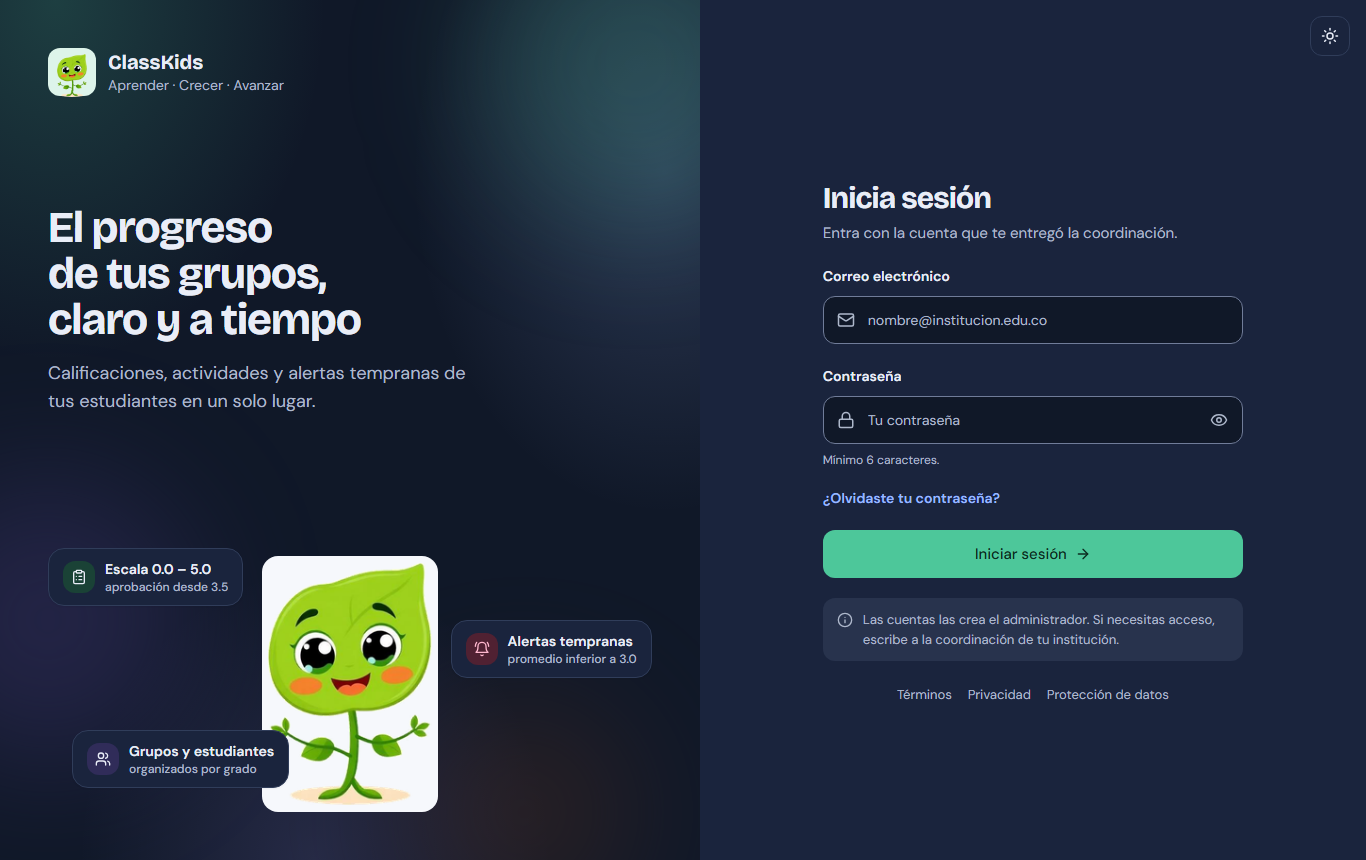 ClassKids
Aprender · Crecer · Avanzar
El progreso
de tus grupos,
claro y a tiempo
Calificaciones, actividades y alertas tempranas de
tus estudiantes en un solo lugar.
Escala 0.0 – 5.0
aprobación desde 3.5
Alertas tempranas
promedio inferior a 3.0
Grupos y estudiantes
organizados por grado
Inicia sesión
Entra con la cuenta que te entregó la coordinación.
Correo electrónico
nombre@institucion.edu.co
Contraseña
Tu contraseña
Mínimo 6 caracteres.
¿Olvidaste tu contraseña?
Iniciar sesión
Las cuentas las crea el administrador. Si necesitas acceso,
escribe a la coordinación de tu institución.
Términos Privacidad Protección de datos